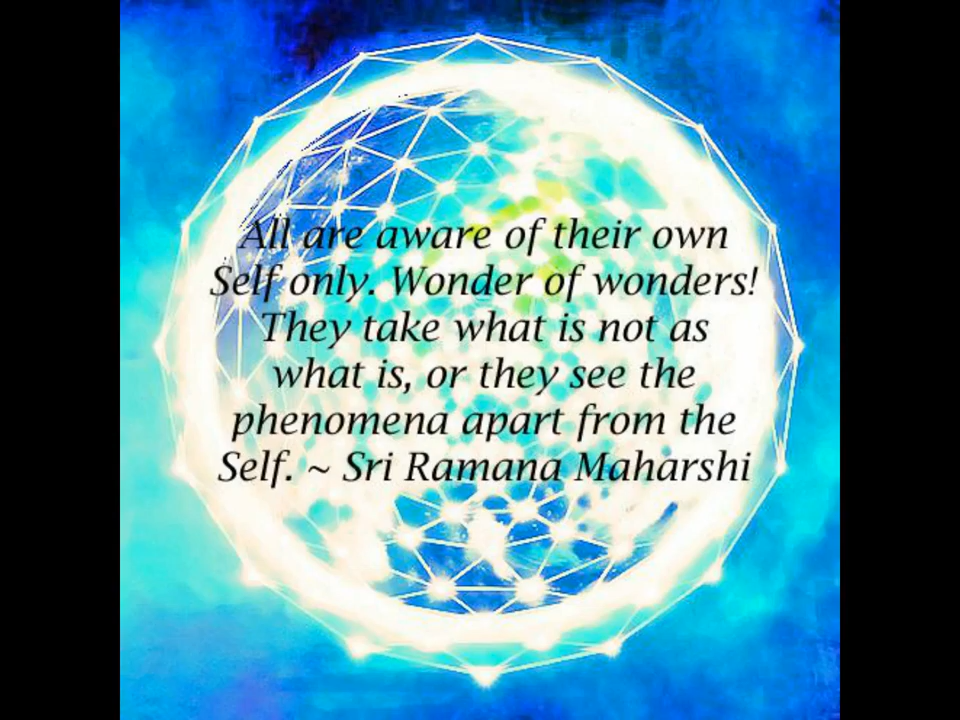 All are aware of their own
Self only. Wonder of wonders!
They take what is not as
what is, or they see the
phenomena apart from the
Self. ~ Sri Ramana Maharshi